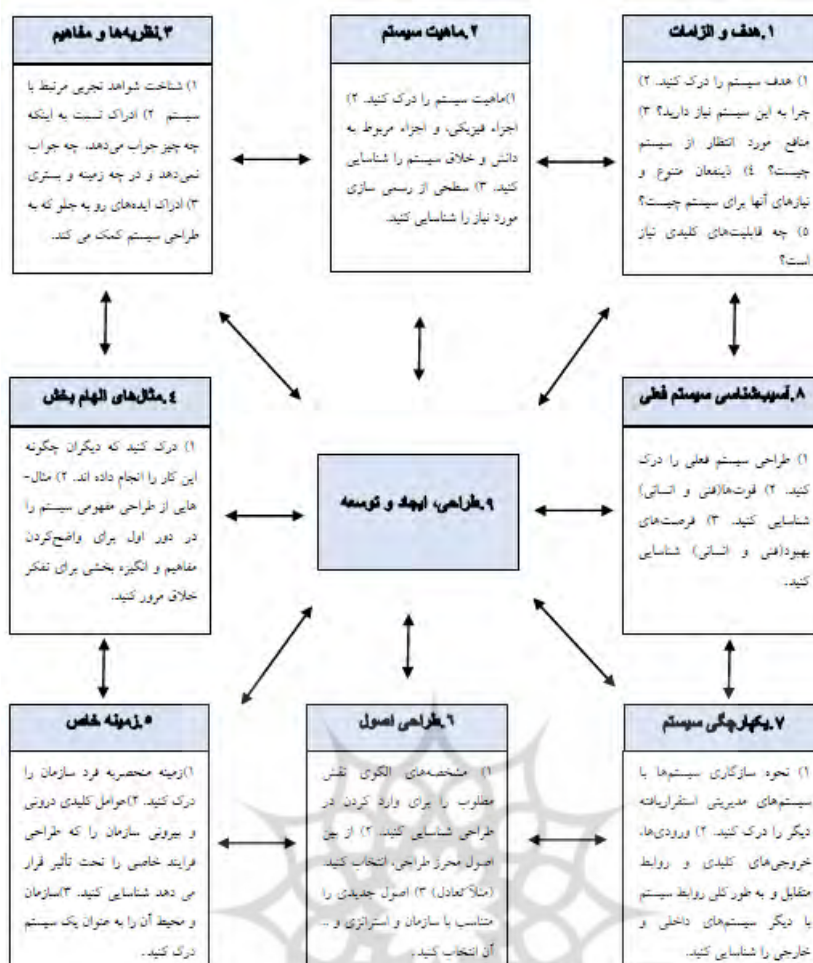 ۱.هدف و الزامات
۱) هدف سیستم را درک کنید. ۲)
چرا به این سیستم نیاز دارید؟ ۳)
منافع مورد انتظار از سیستم
چیست؟ ٤) ذینفعان متنوع و
نیازهای آنها برای سیستم چیست؟
٥) چه قابلیت‌های کلیدی نیاز
است؟
۲.ماهیت سیستم
۱)ماهیت سیستم را درک کنید. ۲)
اجزاء فیزیکی، و اجزاء مربوط به
دانش و خلاق سیستم را شناسایی
کنید. ۳) سطحی از رسمی سازی
مورد نیاز را شناسایی کنید.
۳.نظریه‌ها و مفاهیم
۱) شناخت شواهد تجربی مرتبط با
سیستم ۲) ادراک نسبت به اینکه
چه چیز جواب می‌دهد، چه جواب
نمی‌دهد و در چه زمینه و بستری
۳) ادراک ایده‌های رو به جلو که به
طراحی سیستم کمک می کند.
٤.مثال‌های الهام بخش
۱) درک کنید که دیگران چگونه
این کار را انجام داده اند. ۲) مثال-
هایی از طراحی مفهومی سیستم را
در دور اول برای واضح‌کردن
مفاهیم و انگیزه بخشی برای تفکر
خلاق مرور کنید.
۹.طراحی، ایجاد و توسعه
۸.آسیب‌شناسی سیستم فعلی
۱) طراحی سیستم فعلی را درک
کنید. ۲) قوت‌ها(فنی و انسانی)
شناسایی کنید. ۳) فرصت‌های
بهبود(فنی و انسانی) شناسایی
کنید.
٥.زمینه خاص
۱)زمینه منحصربه فرد سازمان را
درک کنید. ۲)عوامل کلیدی درونی
و بیرونی سازمان را که طراحی
فرایند خاصی را تحت تأثیر قرار
می دهد شناسایی کنید. ۳)سازمان
و محیط آن را به عنوان یک سیستم
درک کنید.
٦.طراحی اصول
۱) مشخصه‌های الگوی نقش
مطلوب را برای وارد کردن در
طراحی شناسایی کنید. ۲) از بین
اصول محرز طراحی، انتخاب کنید.
(مثلاً تعادل) ۳) اصول جدیدی را
متناسب با سازمان و استراتژی و ..
آن انتخاب کنید.
۷.یکپارچگی سیستم
۱) نحوه سازگاری سیستم‌ها با
سیستم‌های مدیریتی استقراریافته
دیگر را درک کنید. ۲) ورودی‌ها،
خروجی‌های کلیدی و روابط
متقابل و به طور کلی روابط سیستم
با دیگر سیستم‌های داخلی و
خارجی را شناسایی کنید.